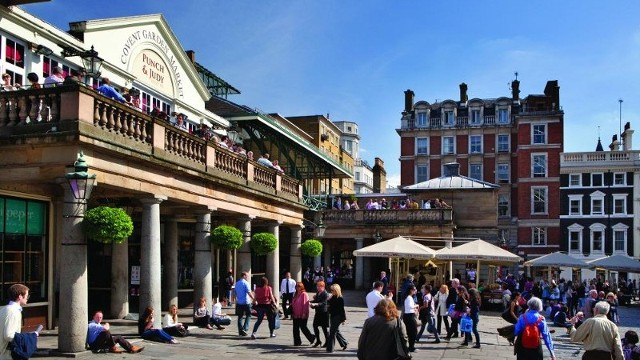 COVENT GARDEN MARKET
PUNCH
& JUDY